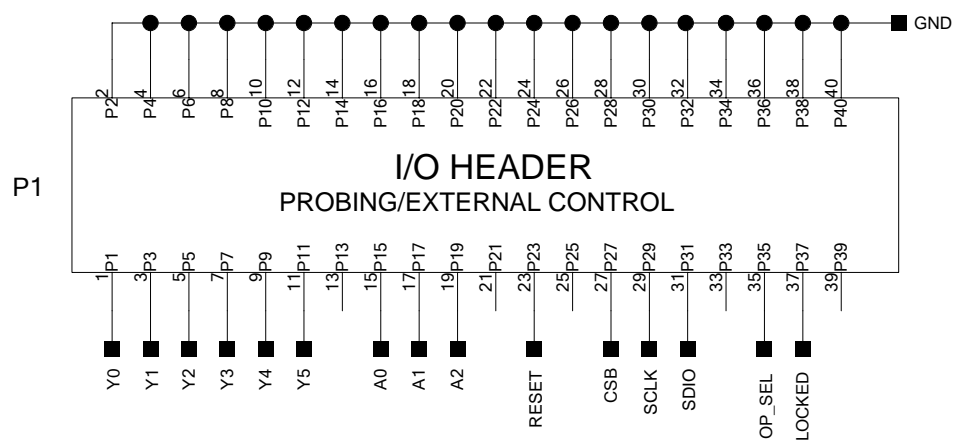 GND
2 4 6 8 10 12 14 16 18 20 22 24 26 28 30 32 34 36 38 40
P2 P4 P6 P8 P10 P12 P14 P16 P18 P20 P22 P24 P26 P28 P30 P32 P34 P36 P38 P40
I/O HEADER
P1
PROBING/EXTERNAL CONTROL
P1 P3 P5 P7 P9 P11 P13 P15 P17 P19 P21 P23 P25 P27 P29 P31 P33 P35 P37 P39
1 3 5 7 9 11 13 15 17 19 21 23 25 27 29 31 33 35 37 39
Y0 Y1 Y2 Y3 Y4 Y5 A0 A1 A2 RESET CSB SCLK SDIO OP_SEL LOCKED